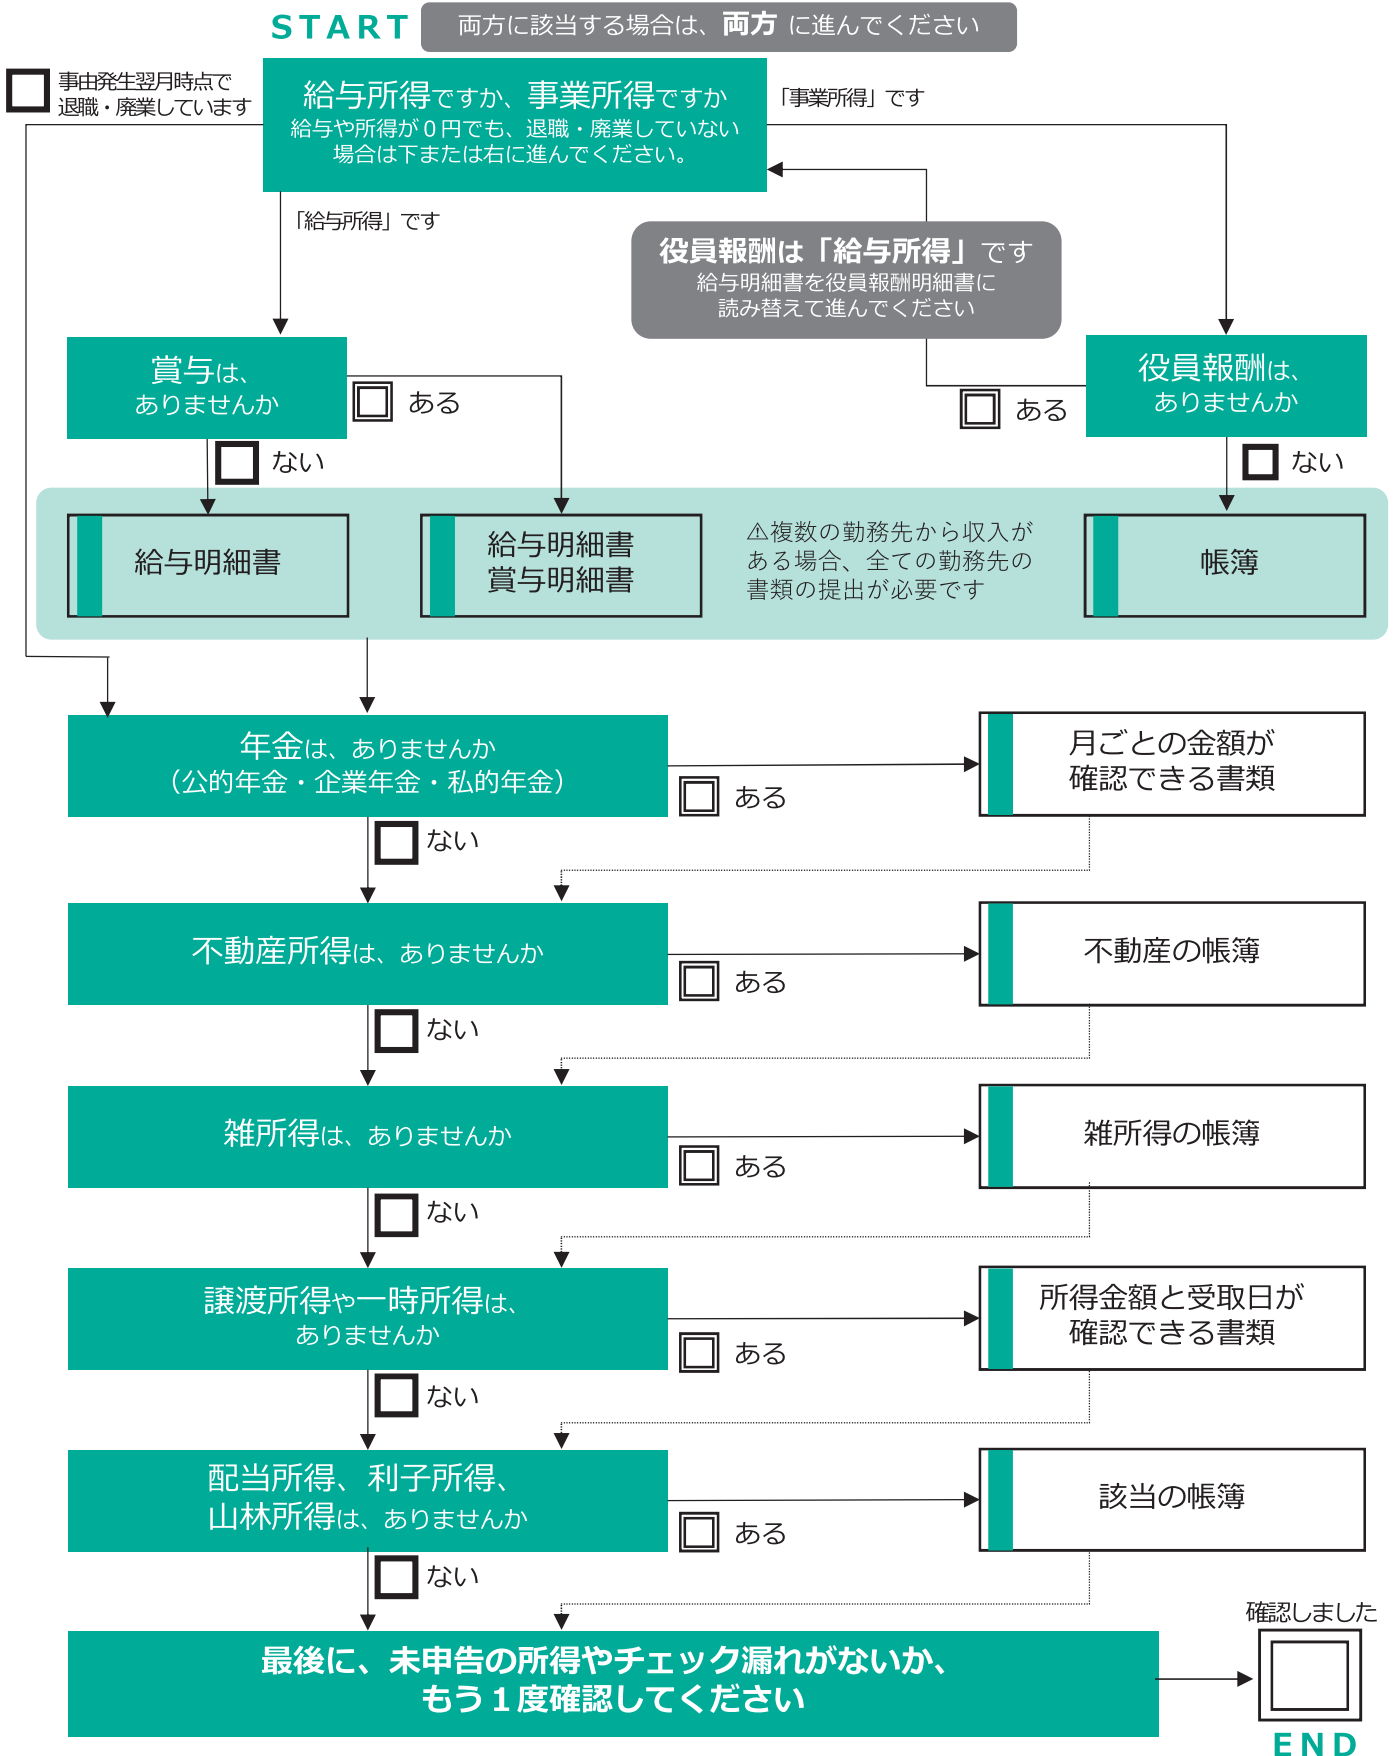 START
両方に該当する場合は、両方 に進んでください
事由発生翌月時点で
退職・廃業しています
給与所得ですか、事業所得ですか
給与や所得が０円でも、退職・廃業していない
場合は下または右に進んでください。
「事業所得」です
「給与所得」です
役員報酬は「給与所得」です
給与明細書を役員報酬明細書に
読み替えて進んでください
賞与は、
ありませんか
ある
ない
役員報酬は、
ありませんか
ある
ない
給与明細書
給与明細書
賞与明細書
⚠複数の勤務先から収入が
ある場合、全ての勤務先の
書類の提出が必要です
帳簿
年金は、ありませんか
（公的年金・企業年金・私的年金）
ある
月ごとの金額が
確認できる書類
ない
不動産所得は、ありませんか
ある
不動産の帳簿
ない
雑所得は、ありませんか
ある
雑所得の帳簿
ない
譲渡所得や一時所得は、
ありませんか
ある
所得金額と受取日が
確認できる書類
ない
配当所得、利子所得、
山林所得は、ありませんか
ある
該当の帳簿
ない
最後に、未申告の所得やチェック漏れがないか、
もう１度確認してください
確認しました
END